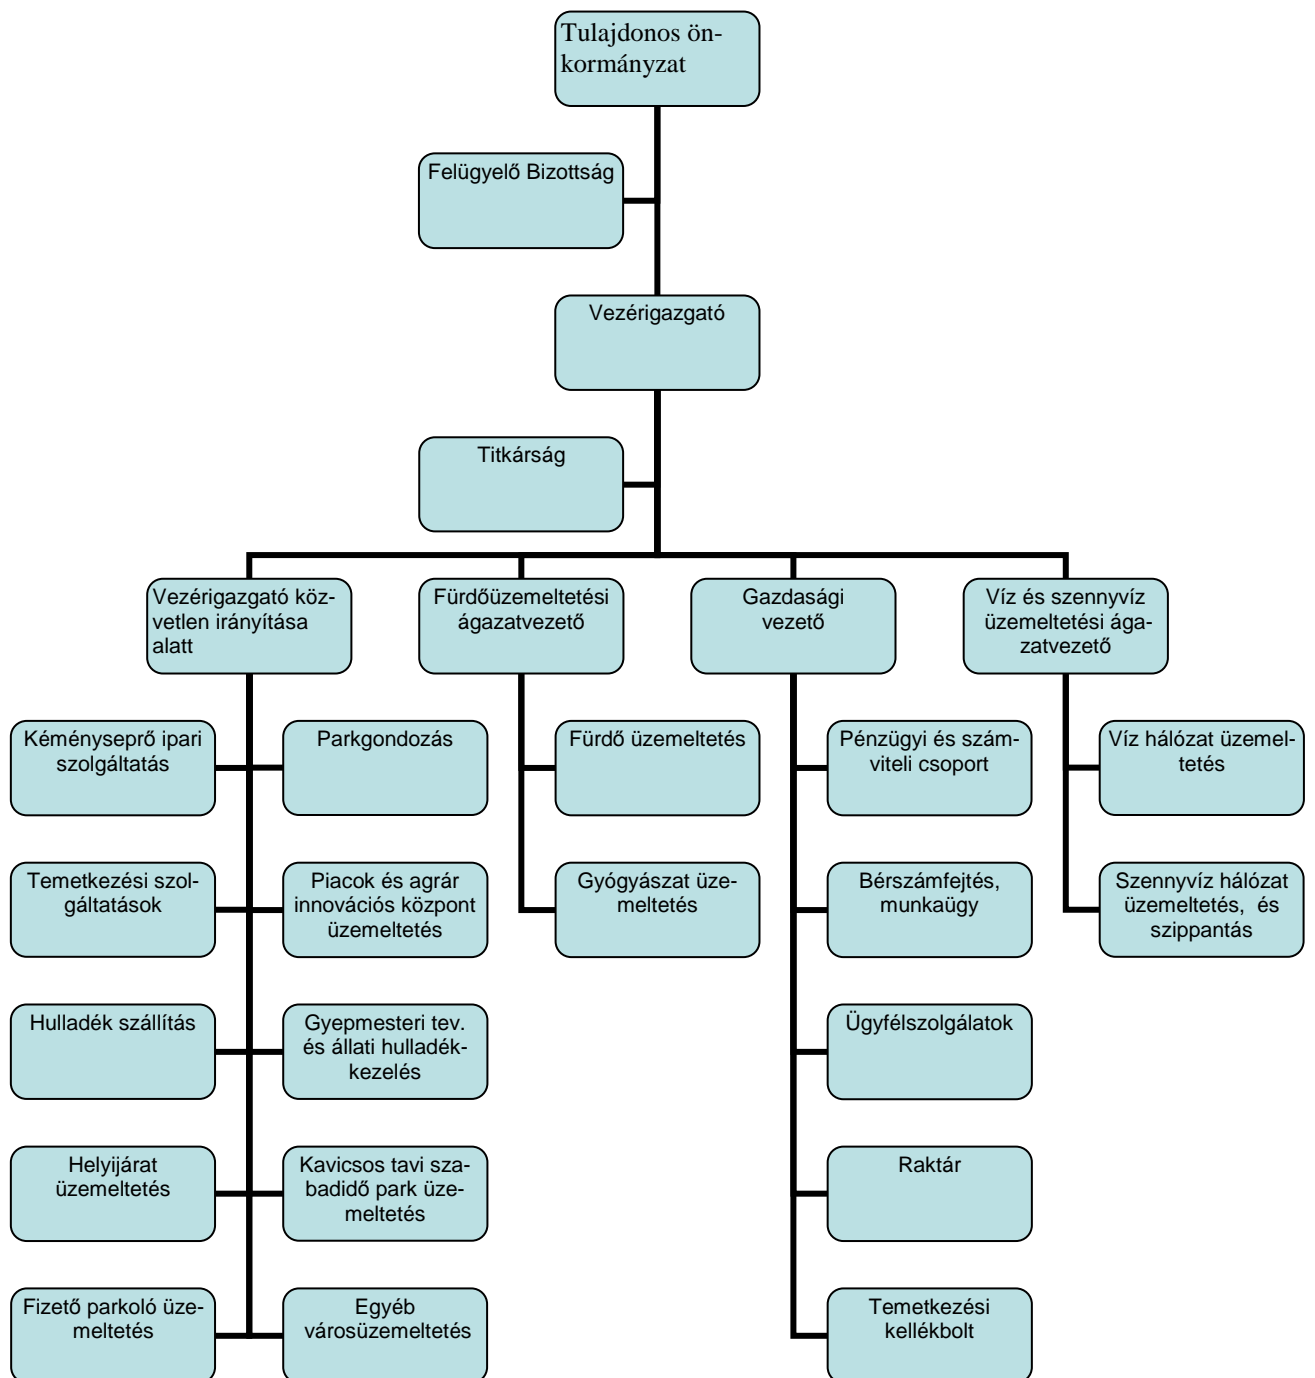 Tulajdonos ön-
kormányzat
Felügyelő Bizottság
Vezérigazgató
Titkárság
Vezérigazgató köz-
vetlen irányítása
alatt
Fürdőüzemeltetési
ágazatvezető
Gazdasági
vezető
Víz és szennyvíz
üzemeltetési ága-
zatvezető
Kéményseprő ipari
szolgáltatás
Parkgondozás
Fürdő üzemeltetés
Pénzügyi és szám-
viteli csoport
Víz hálózat üzemel-
tetés
Temetkezési szol-
gáltatások
Piacok és agrár
innovációs központ
üzemeltetés
Gyógyászat üze-
meltetés
Bérszámfejtés,
munkaügy
Szennyvíz hálózat
üzemeltetés,  és
szippantás
Hulladék szállítás
Gyepmesteri tev.
és állati hulladék-
kezelés
Ügyfélszolgálatok
Helyijárat
üzemeltetés
Kavicsos tavi sza-
badidő park üze-
meltetés
Raktár
Fizető parkoló üze-
meltetés
Egyéb
városüzemeltetés
Temetkezési
kellékbolt